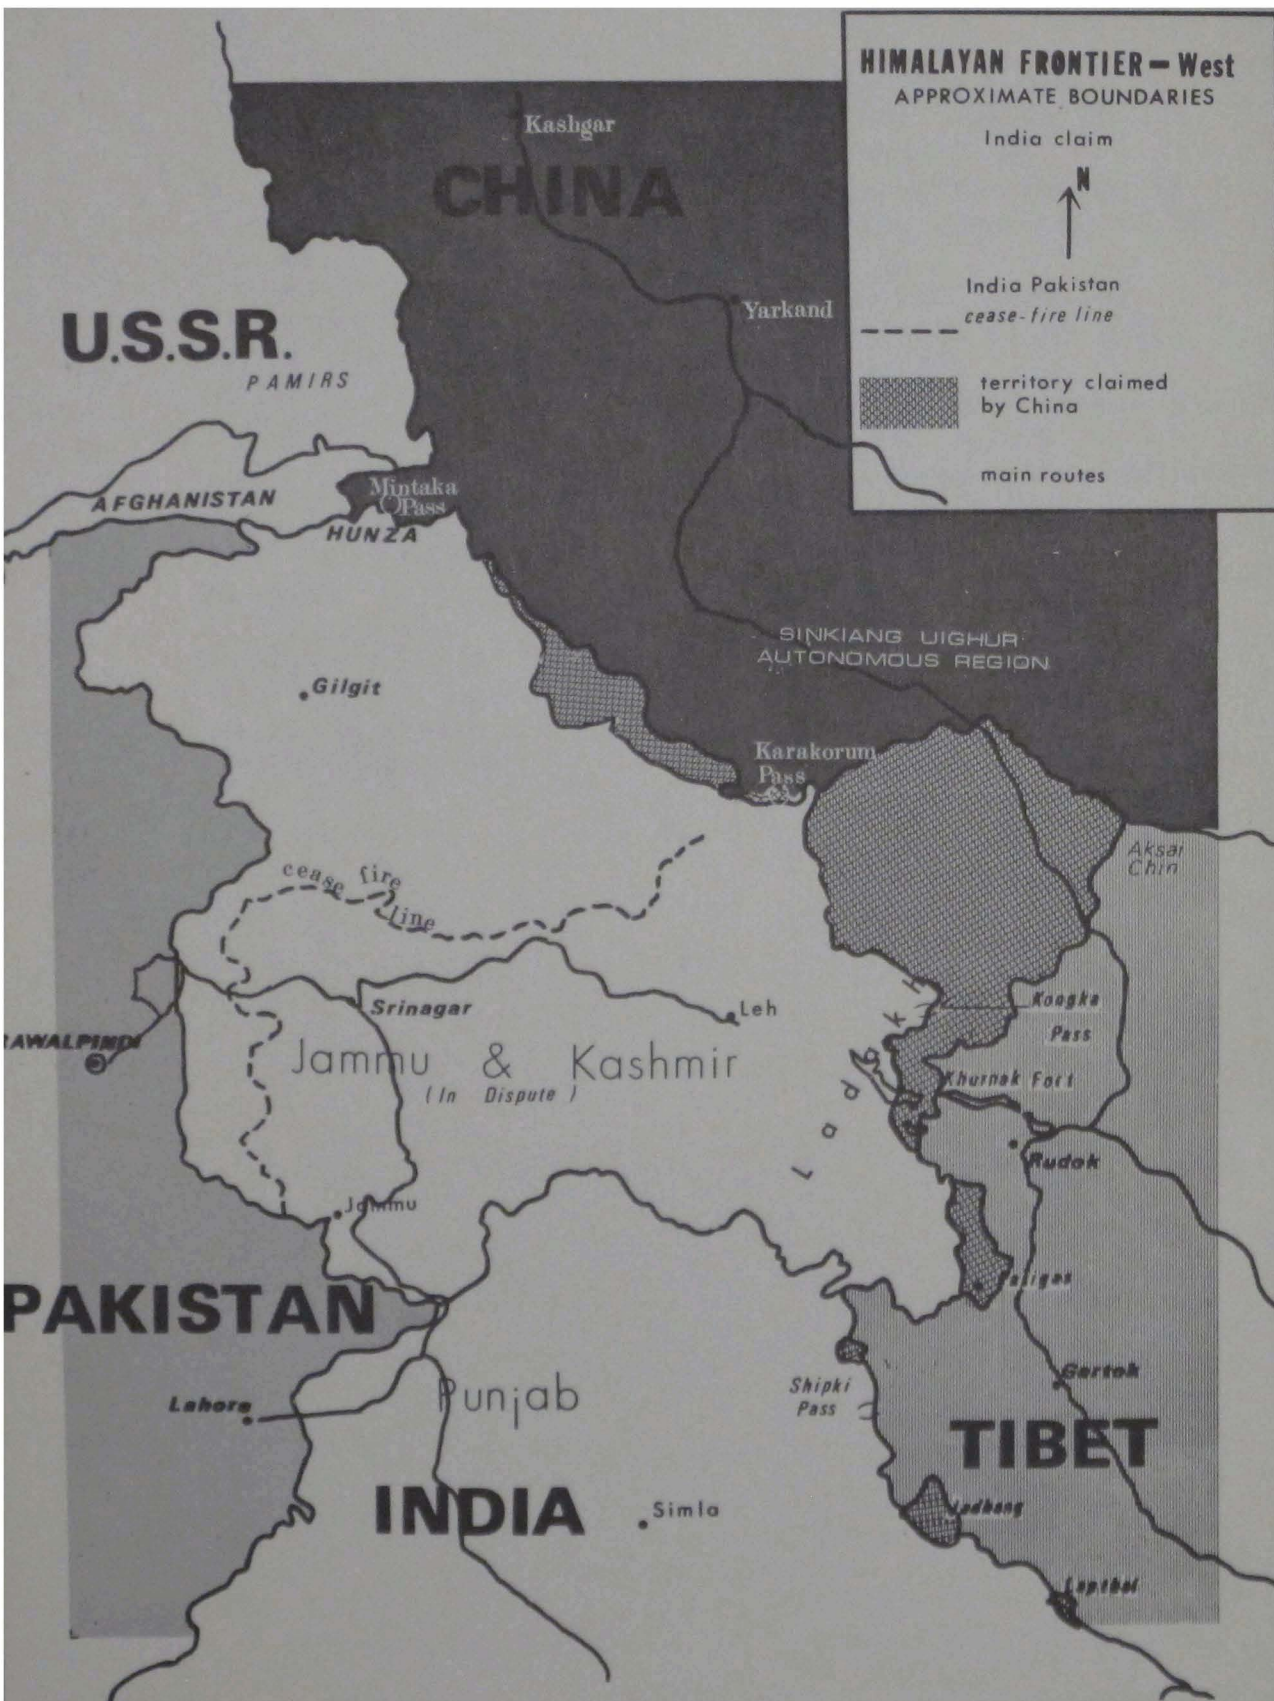 HIMALAYAN FRONTIER — West
APPROXIMATE BOUNDARIES
India claim
N
India Pakistan
cease-fire line
territory claimed
by China
main routes
Kashgar
CHINA
Yarkand
U.S.S.R.
PAMIRS
AFGHANISTAN
Mintaka
Pass
HUNZA
SINKIANG UIGHUR
AUTONOMOUS REGION
Gilgit
Karakorum
Pass
Aksai
Chin
cease fire
line
Srinagar
Leh
Kongka
Pass
Ladakh
RAWALPINDI
Jammu & Kashmir
(In Dispute)
Khurnak Fort
Rudok
Jammu
PAKISTAN
Lahore
Punjab
Shipki
Pass
Gartok
TIBET
INDIA
Simla
Lapthal